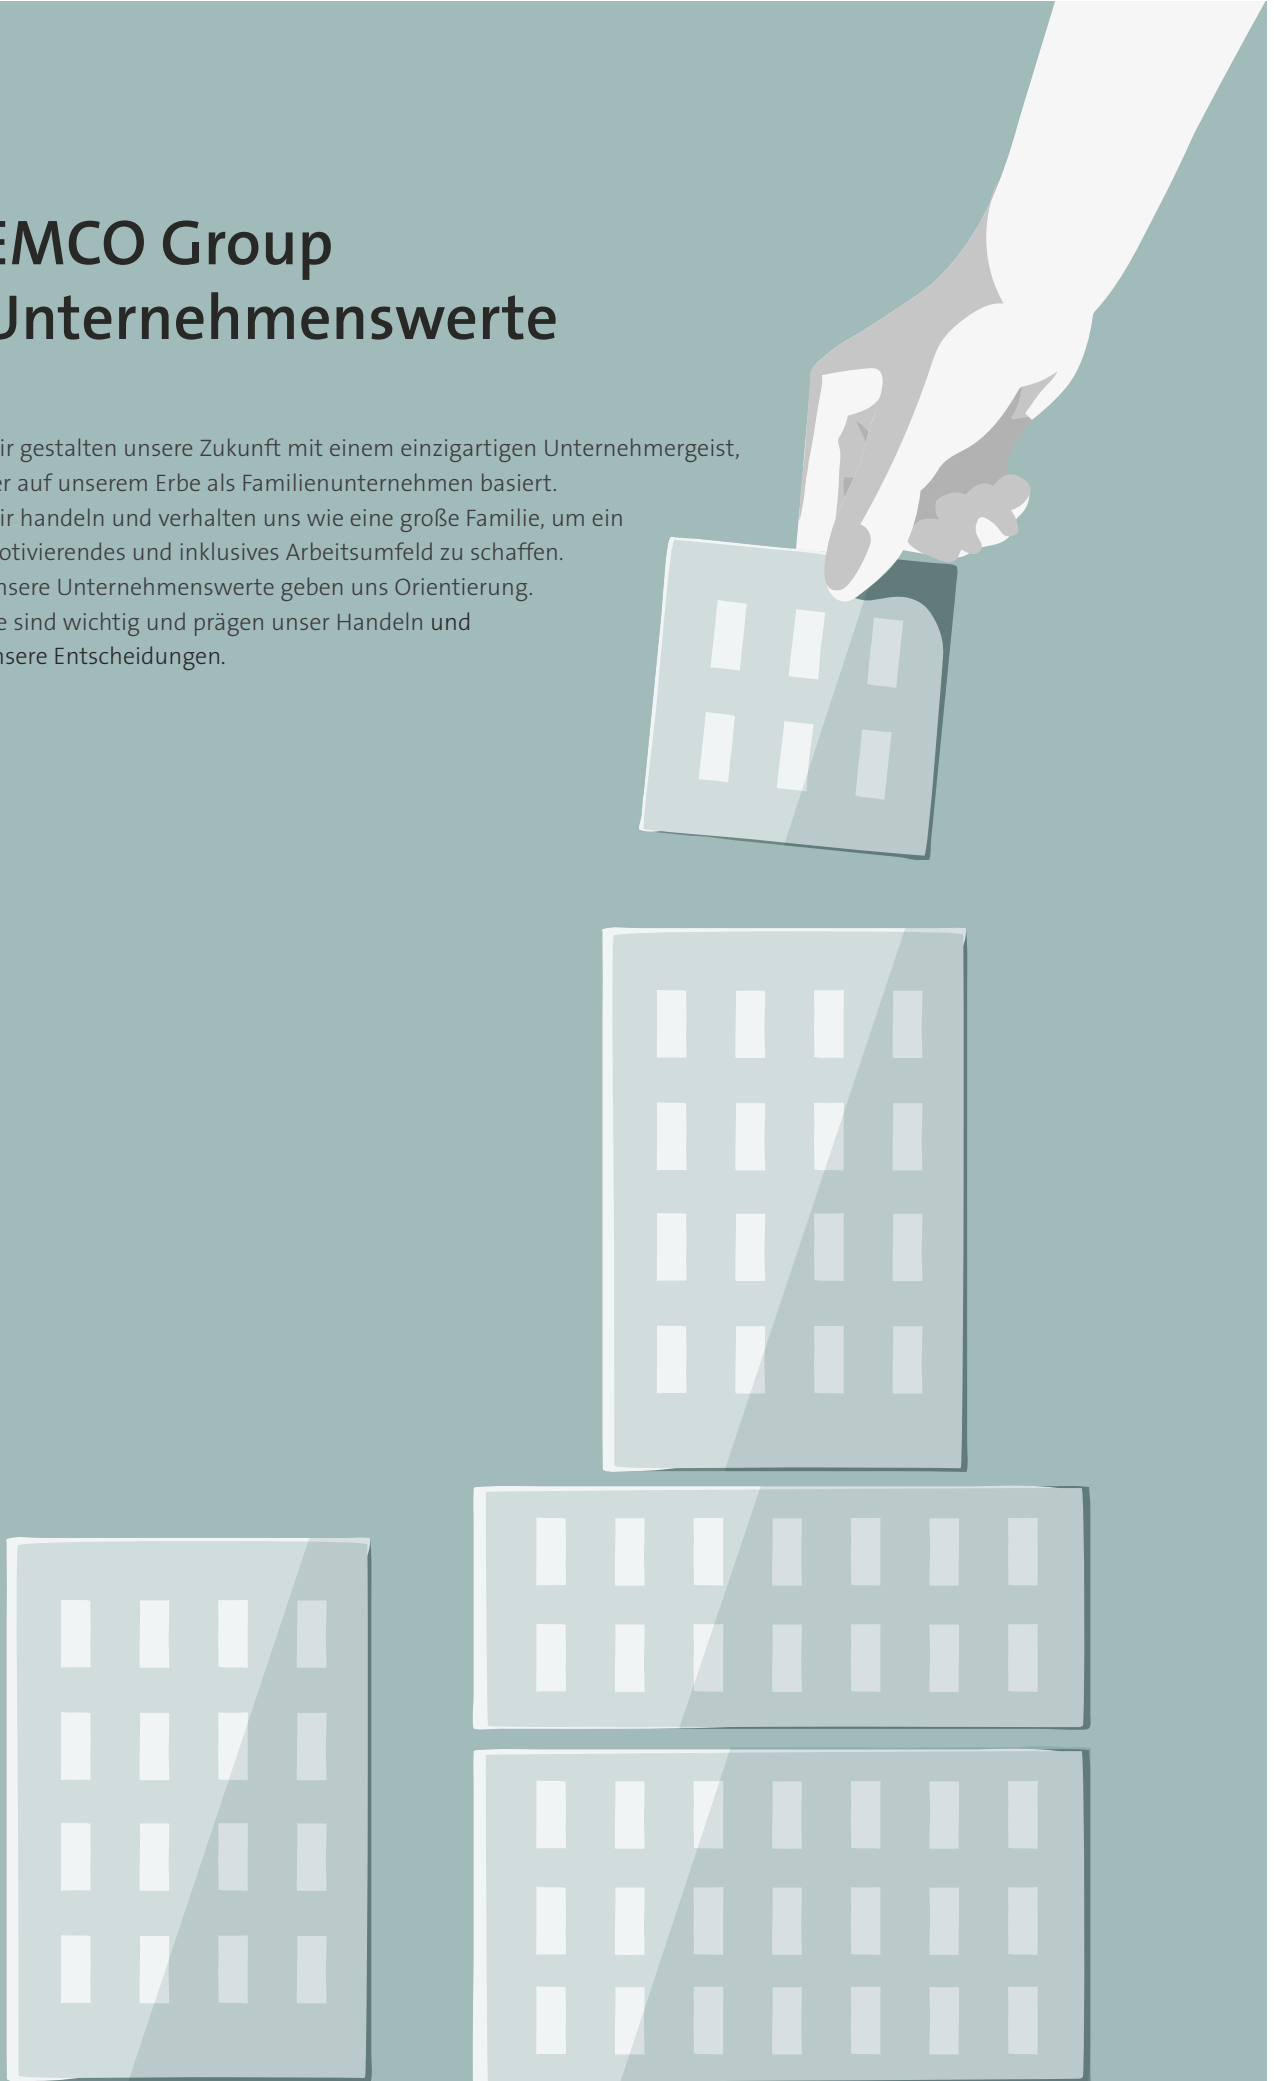 EMCO Group
Unternehmenswerte
ir gestalten unsere Zukunft mit einem einzigartigen Unternehmergeist,
er auf unserem Erbe als Familienunternehmen basiert.
ir handeln und verhalten uns wie eine große Familie, um ein
otivierendes und inklusives Arbeitsumfeld zu schaffen.
nsere Unternehmenswerte geben uns Orientierung.
e sind wichtig und prägen unser Handeln und
nsere Entscheidungen.